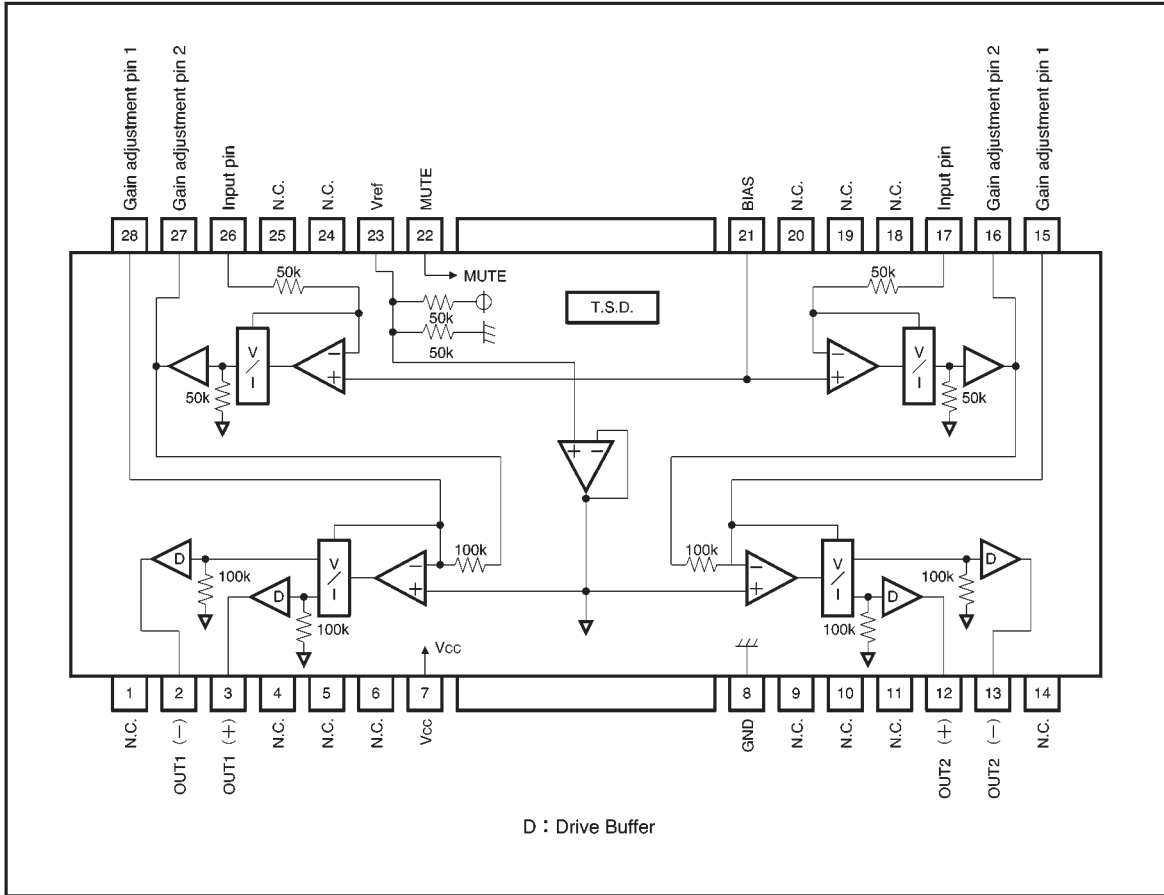 Gain adjustment pin 1
Gain adjustment pin 2
Input pin
N.C.
N.C.
Vref
MUTE
BIAS
N.C.
N.C.
N.C.
Input pin
Gain adjustment pin 2
Gain adjustment pin 1
28 27 26 25 24 23 22 21 20 19 18 17 16 15
MUTE
50k
50k
50k
50k
T.S.D.
V/I
+
−
50k
−
+
V/I
50k
+ −
D
100k
D
100k
V/I
−
+
100k
100k
−
+
V/I
D
100k
D
100k
VCC
1 2 3 4 5 6 7 8 9 10 11 12 13 14
N.C.
OUT1 (−)
OUT1 (+)
N.C.
N.C.
N.C.
VCC
GND
N.C.
N.C.
N.C.
OUT2 (+)
OUT2 (−)
N.C.
D : Drive Buffer